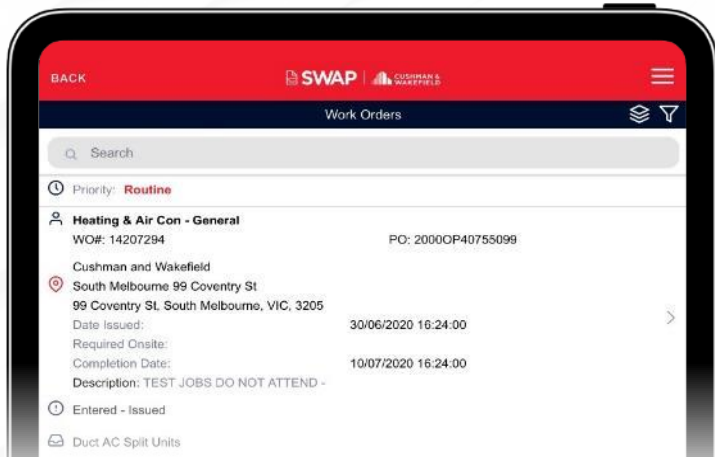 BACK
SWAP | CUSHMAN & WAKEFIELD
Work Orders
Search
Priority: Routine
Heating & Air Con - General
WO#: 14207294 PO: 2000OP40755099
Cushman and Wakefield
South Melbourne 99 Coventry St
99 Coventry St, South Melbourne, VIC, 3205
Date Issued: 30/06/2020 16:24:00
Required Onsite:
Completion Date: 10/07/2020 16:24:00
Description: TEST JOBS DO NOT ATTEND -
Entered - Issued
Duct AC Split Units